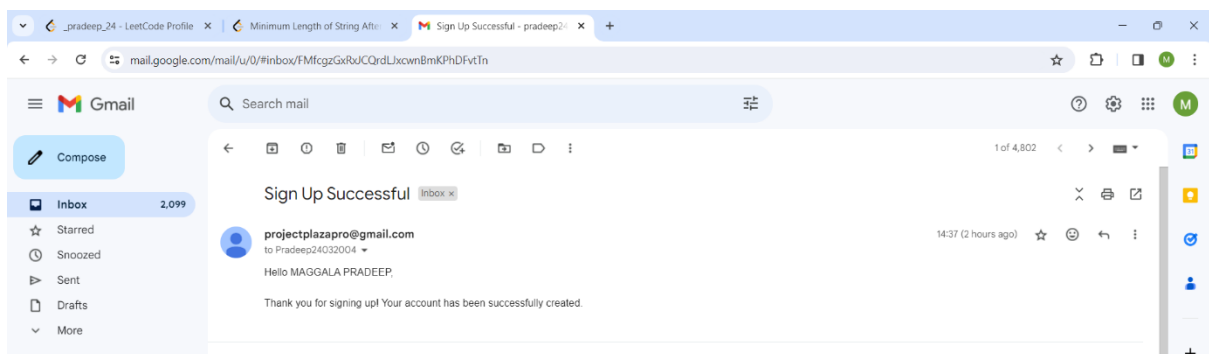 _pradeep_24 - LeetCode Profile
Minimum Length of String After
Sign Up Successful - pradeep24
mail.google.com/mail/u/0/#inbox/FMfcgzGxRxJCQrdLJxcwnBmKPhDFvtTn
M
Gmail
Search mail
M
Compose
1 of 4,802
31
Sign Up Successful Inbox ×
Inbox 2,099
Starred
projectplazapro@gmail.com 14:37 (2 hours ago)
to Pradeep24032004
Snoozed
Hello MAGGALA PRADEEP,
Sent
Thank you for signing up! Your account has been successfully created.
Drafts
More